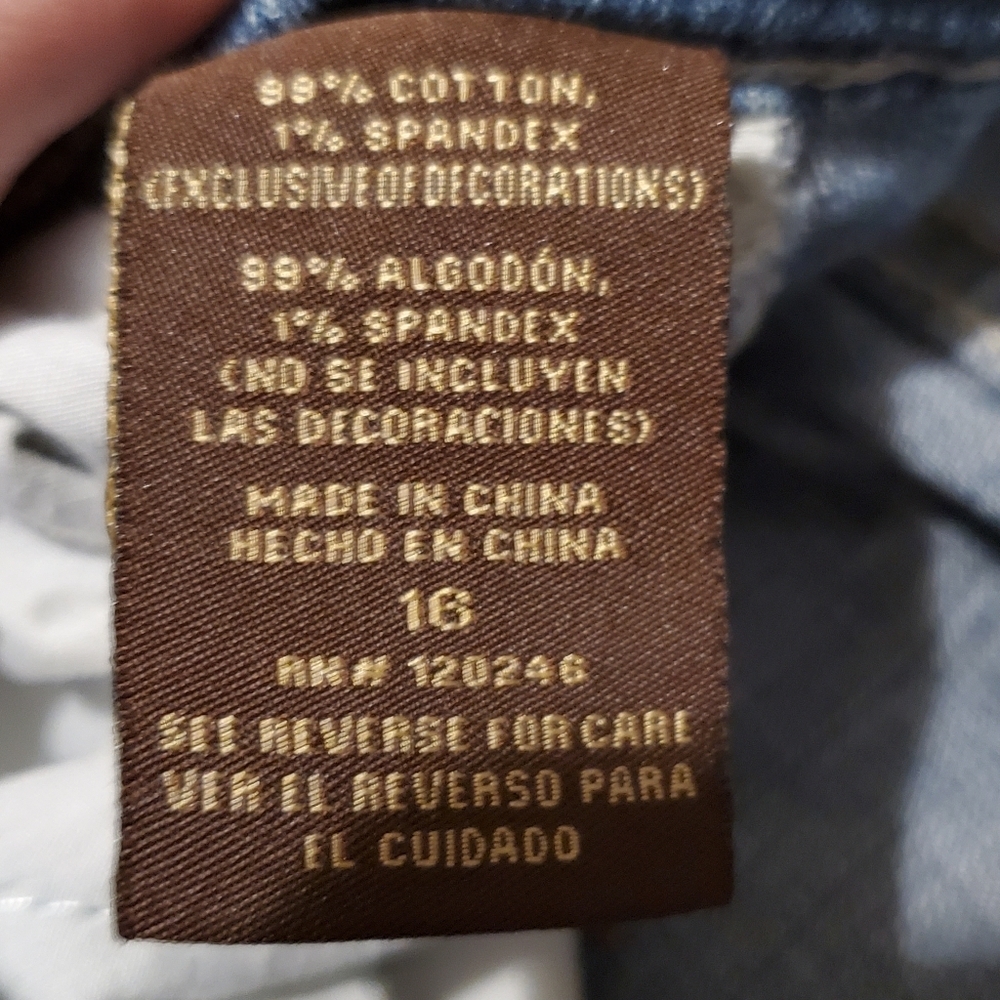 99% COTTON,
1% SPANDEX
(EXCLUSIVE OF DECORATIONS)
99% ALGODÓN,
1% SPANDEX
(NO SE INCLUYEN
LAS DECORACIONES)
MADE IN CHINA
HECHO EN CHINA
16
RN# 120246
SEE REVERSE FOR CARE
VER EL REVERSO PARA
EL CUIDADO